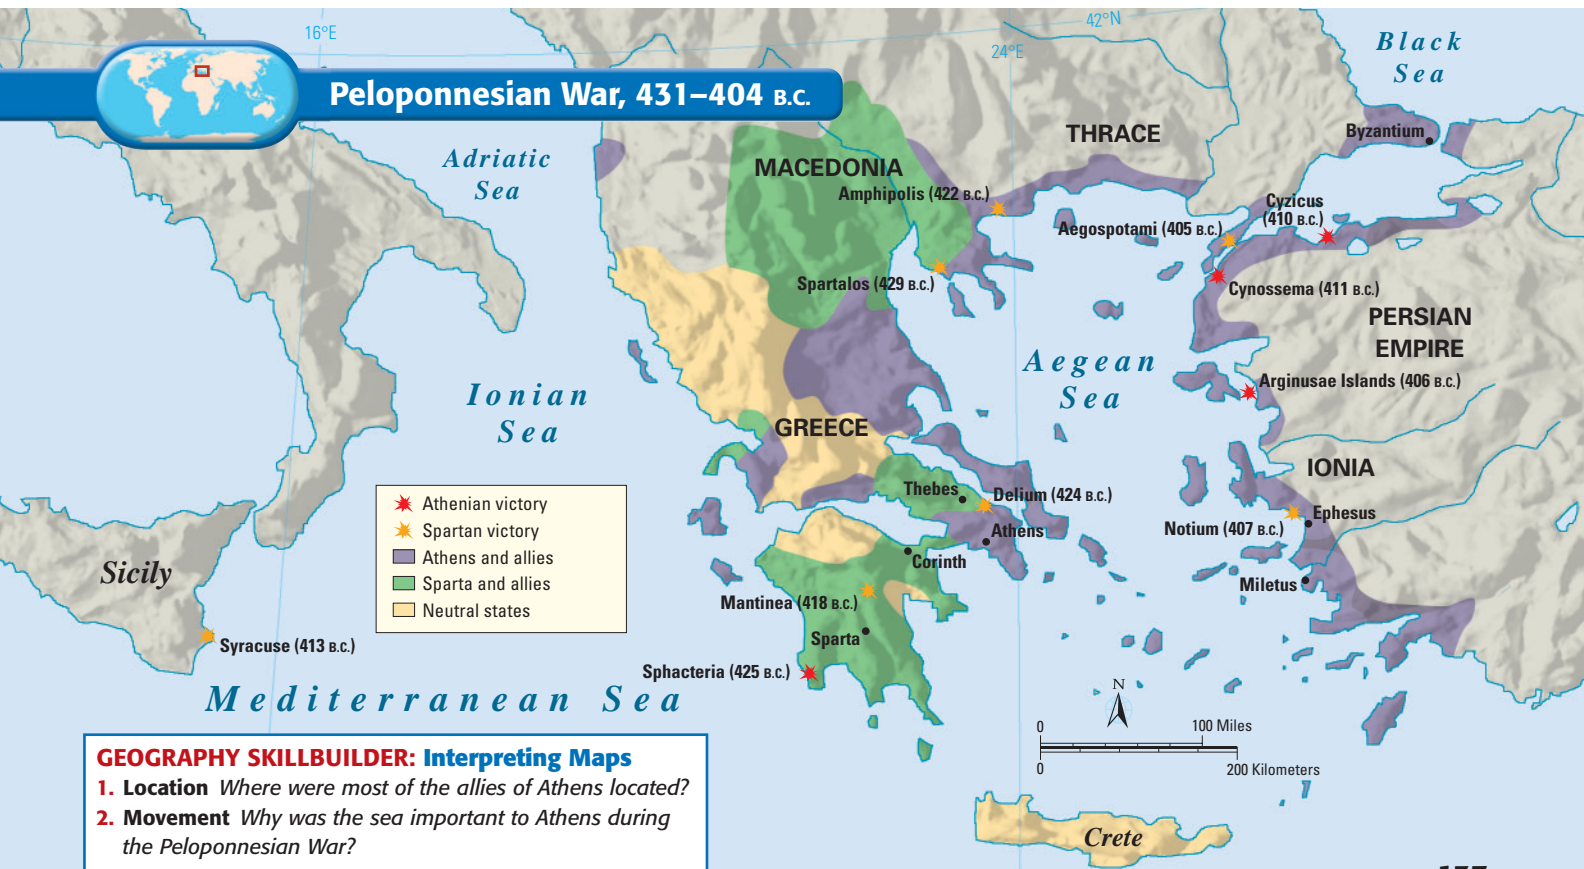 16°E
42°N
24°E
Black
Sea
Peloponnesian War, 431–404 B.C.
THRACE
Byzantium
Adriatic
Sea
MACEDONIA
Amphipolis (422 B.C.)
Cyzicus
(410 B.C.)
Aegospotami (405 B.C.)
Spartalos (429 B.C.)
Cynossema (411 B.C.)
PERSIAN
EMPIRE
Aegean
Sea
Arginusae Islands (406 B.C.)
Ionian
Sea
GREECE
IONIA
Athenian victory
Spartan victory
Athens and allies
Sparta and allies
Neutral states
Thebes
Delium (424 B.C.)
Athens
Corinth
Ephesus
Notium (407 B.C.)
Miletus
Sicily
Mantinea (418 B.C.)
Sparta
Syracuse (413 B.C.)
Sphacteria (425 B.C.)
Mediterranean Sea
N
0 100 Miles
0 200 Kilometers
Crete
GEOGRAPHY SKILLBUILDER: Interpreting Maps
1. Location Where were most of the allies of Athens located?
2. Movement Why was the sea important to Athens during
the Peloponnesian War?